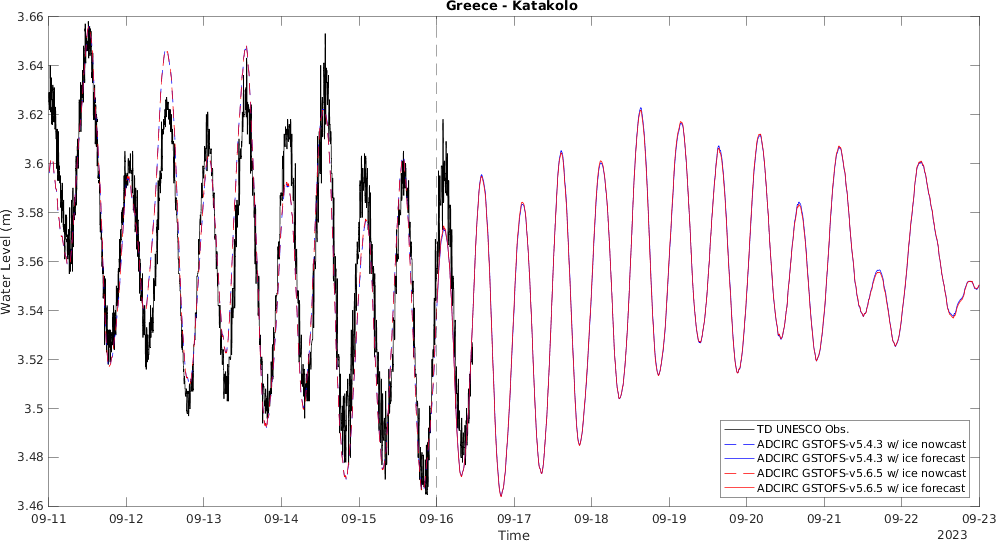 Greece - Katakolo
3.66
3.64
3.62
3.6
3.58
3.56
3.54
3.52
3.5
3.48
3.46
Water Level (m)
TD UNESCO Obs.
ADCIRC GSTOFS-v5.4.3 w/ ice nowcast
ADCIRC GSTOFS-v5.4.3 w/ ice forecast
ADCIRC GSTOFS-v5.6.5 w/ ice nowcast
ADCIRC GSTOFS-v5.6.5 w/ ice forecast
09-11 09-12 09-13 09-14 09-15 09-16 09-17 09-18 09-19 09-20 09-21 09-22 09-23
Time
2023